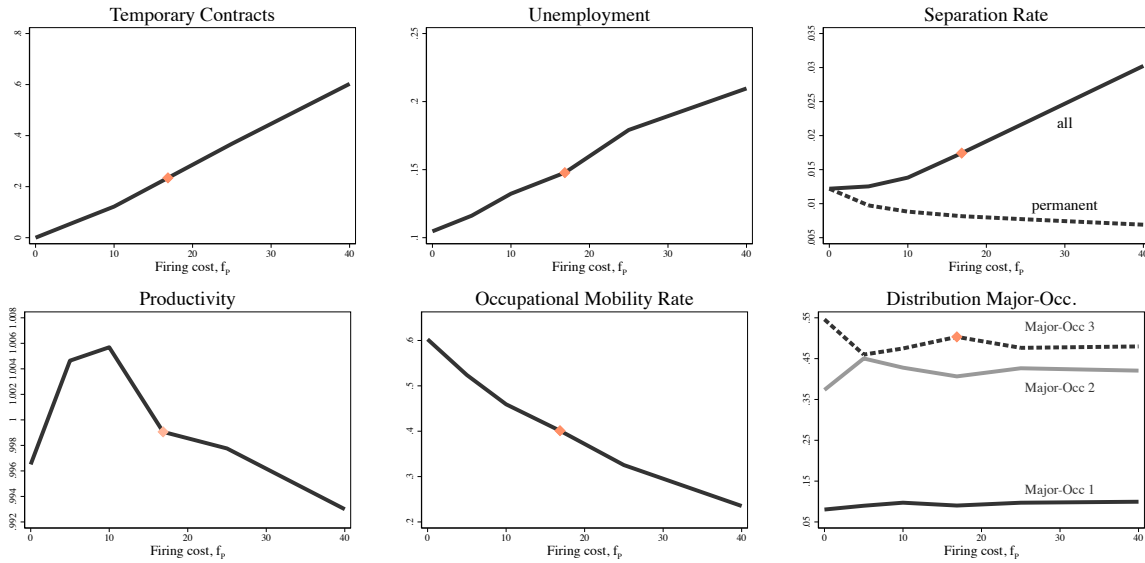 Temporary Contracts
.8
.6
.4
.2
0
0 10 20 30 40
Firing cost, fP
Unemployment
.25
.2
.15
.1
0 10 20 30 40
Firing cost, fP
Separation Rate
.035
.03
.025
.02
.015
.01
.005
all
permanent
0 10 20 30 40
Firing cost, fP
Productivity
1.008
1.006
1.004
1.002
1
.998
.996
.994
.992
0 10 20 30 40
Firing cost, fP
Occupational Mobility Rate
.6
.5
.4
.3
.2
0 10 20 30 40
Firing cost, fP
Distribution Major-Occ.
.55
.45
.35
.25
.15
.05
Major-Occ 3
Major-Occ 2
Major-Occ 1
0 10 20 30 40
Firing cost, fP